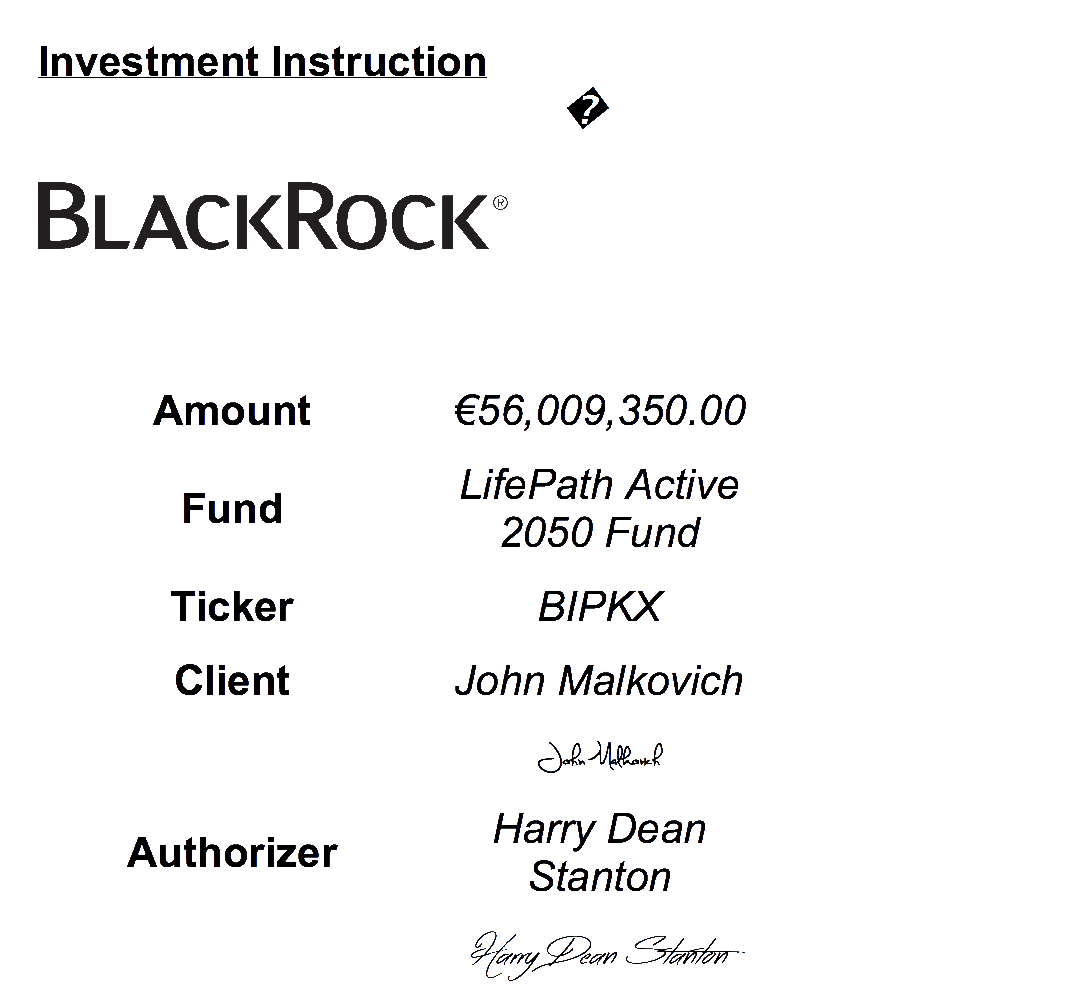 Investment Instruction
�
BLACKROCK®
Amount €56,009,350.00
Fund LifePath Active
2050 Fund
Ticker BIPKX
Client John Malkovich
John Malkovich
Authorizer Harry Dean
Stanton
Harry Dean Stanton